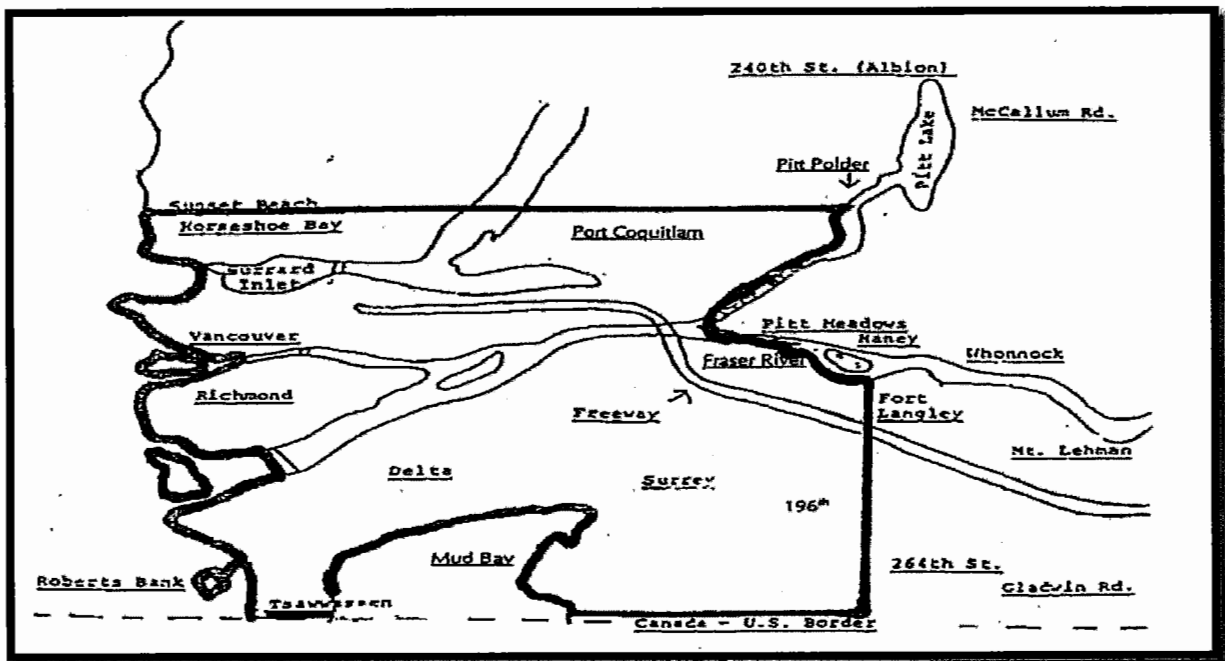 240th St. (Albion)
McCallum Rd.
Pitt Lake
Pitt Polder
Sunset Beach
Horseshoe Bay
Port Coquitlam
Burrard
Inlet
Pitt Meadows
Haney
Vancouver
Whonnock
Fraser River
Richmond
Freeway
Fort
Langley
Mt. Lehman
Delta
Surrey
196th
Mud Bay
264th St.
Roberts Bank
Gladwin Rd.
Tsawwassen
Canada - U.S. Border